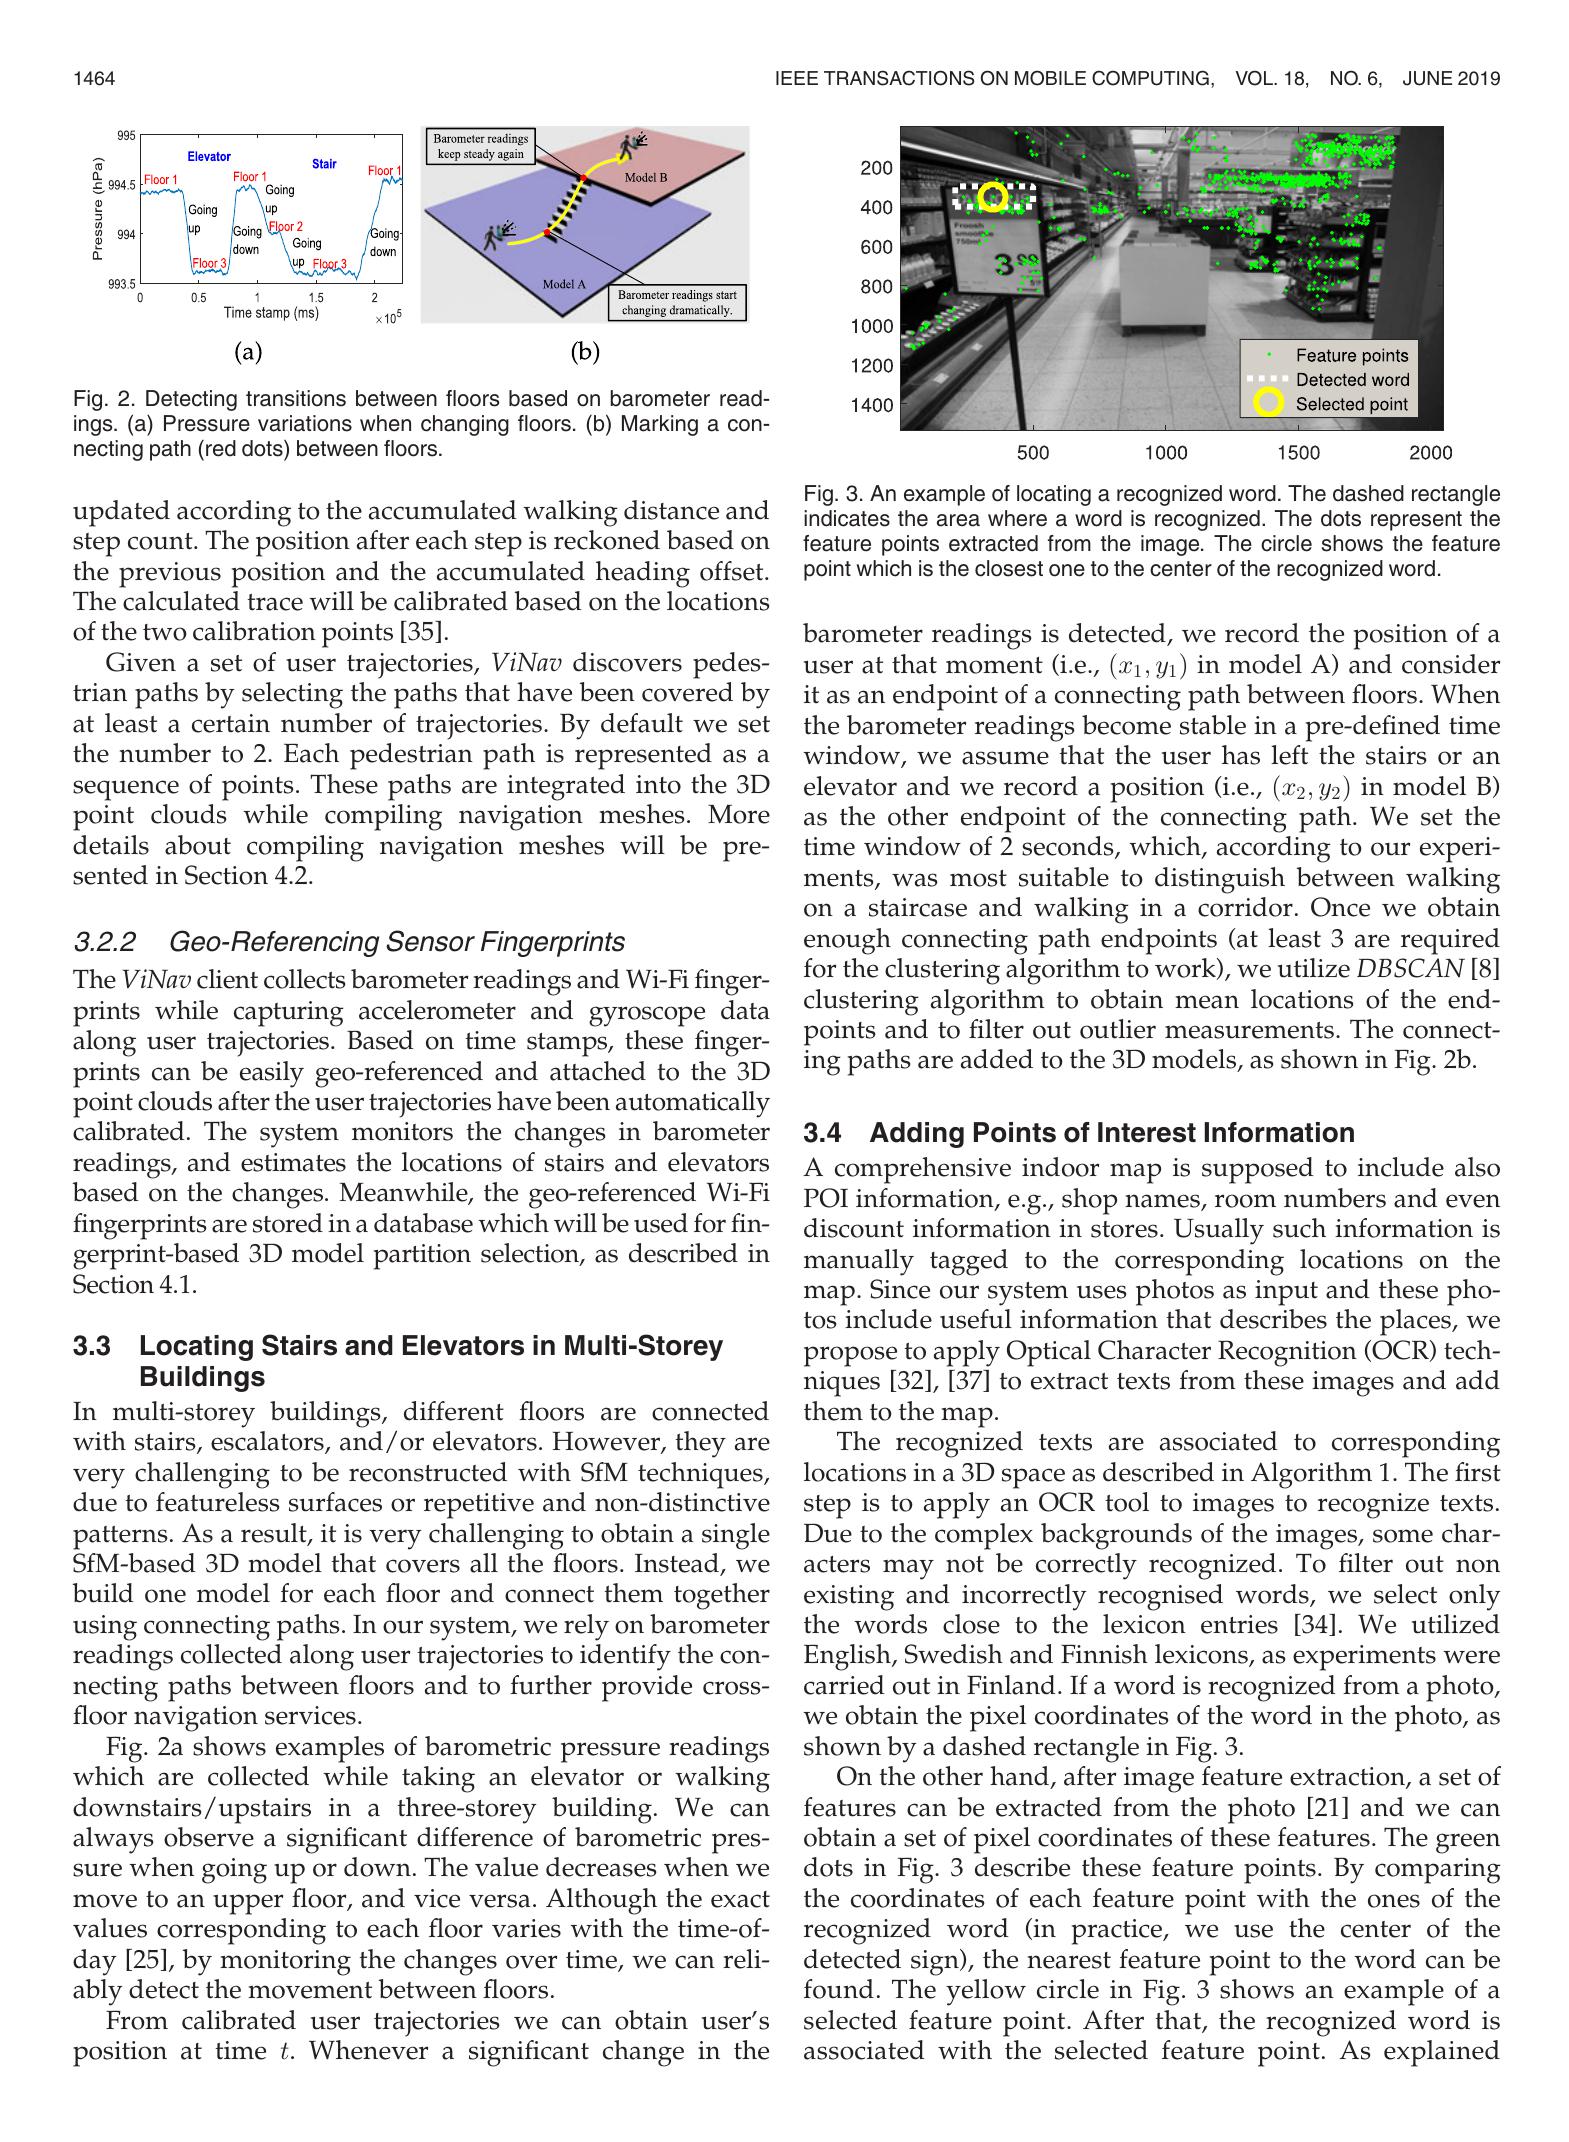 1464
IEEE TRANSACTIONS ON MOBILE COMPUTING, VOL. 18, NO. 6, JUNE 2019
995
994.5
994
993.5
Pressure (hPa)
Elevator
Stair
Floor 1
Floor 1
Floor 1
Going
up
Going
up
Floor 2
Going
down
Going
up
Going
down
Floor 3
Floor 3
0 0.5 1 1.5 2
Time stamp (ms)
×10^5
(a)
Barometer readings
keep steady again
Model B
Model A
Barometer readings start
changing dramatically.
(b)
Fig. 2. Detecting transitions between floors based on barometer read-
ings. (a) Pressure variations when changing floors. (b) Marking a con-
necting path (red dots) between floors.
updated according to the accumulated walking distance and
step count. The position after each step is reckoned based on
the previous position and the accumulated heading offset.
The calculated trace will be calibrated based on the locations
of the two calibration points [35].
Given a set of user trajectories, ViNav discovers pedes-
trian paths by selecting the paths that have been covered by
at least a certain number of trajectories. By default we set
the number to 2. Each pedestrian path is represented as a
sequence of points. These paths are integrated into the 3D
point clouds while compiling navigation meshes. More
details about compiling navigation meshes will be pre-
sented in Section 4.2.
3.2.2 Geo-Referencing Sensor Fingerprints
The ViNav client collects barometer readings and Wi-Fi finger-
prints while capturing accelerometer and gyroscope data
along user trajectories. Based on time stamps, these finger-
prints can be easily geo-referenced and attached to the 3D
point clouds after the user trajectories have been automatically
calibrated. The system monitors the changes in barometer
readings, and estimates the locations of stairs and elevators
based on the changes. Meanwhile, the geo-referenced Wi-Fi
fingerprints are stored in a database which will be used for fin-
gerprint-based 3D model partition selection, as described in
Section 4.1.
3.3 Locating Stairs and Elevators in Multi-Storey
Buildings
In multi-storey buildings, different floors are connected
with stairs, escalators, and/or elevators. However, they are
very challenging to be reconstructed with SfM techniques,
due to featureless surfaces or repetitive and non-distinctive
patterns. As a result, it is very challenging to obtain a single
SfM-based 3D model that covers all the floors. Instead, we
build one model for each floor and connect them together
using connecting paths. In our system, we rely on barometer
readings collected along user trajectories to identify the con-
necting paths between floors and to further provide cross-
floor navigation services.
Fig. 2a shows examples of barometric pressure readings
which are collected while taking an elevator or walking
downstairs/upstairs in a three-storey building. We can
always observe a significant difference of barometric pres-
sure when going up or down. The value decreases when we
move to an upper floor, and vice versa. Although the exact
values corresponding to each floor varies with the time-of-
day [25], by monitoring the changes over time, we can reli-
ably detect the movement between floors.
From calibrated user trajectories we can obtain user's
position at time t. Whenever a significant change in the
200
400
600
800
1000
1200
1400
Froosh
750ml
Feature points
Detected word
Selected point
500 1000 1500 2000
Fig. 3. An example of locating a recognized word. The dashed rectangle
indicates the area where a word is recognized. The dots represent the
feature points extracted from the image. The circle shows the feature
point which is the closest one to the center of the recognized word.
barometer readings is detected, we record the position of a
user at that moment (i.e., (x1, y1) in model A) and consider
it as an endpoint of a connecting path between floors. When
the barometer readings become stable in a pre-defined time
window, we assume that the user has left the stairs or an
elevator and we record a position (i.e., (x2, y2) in model B)
as the other endpoint of the connecting path. We set the
time window of 2 seconds, which, according to our experi-
ments, was most suitable to distinguish between walking
on a staircase and walking in a corridor. Once we obtain
enough connecting path endpoints (at least 3 are required
for the clustering algorithm to work), we utilize DBSCAN [8]
clustering algorithm to obtain mean locations of the end-
points and to filter out outlier measurements. The connect-
ing paths are added to the 3D models, as shown in Fig. 2b.
3.4 Adding Points of Interest Information
A comprehensive indoor map is supposed to include also
POI information, e.g., shop names, room numbers and even
discount information in stores. Usually such information is
manually tagged to the corresponding locations on the
map. Since our system uses photos as input and these pho-
tos include useful information that describes the places, we
propose to apply Optical Character Recognition (OCR) tech-
niques [32], [37] to extract texts from these images and add
them to the map.
The recognized texts are associated to corresponding
locations in a 3D space as described in Algorithm 1. The first
step is to apply an OCR tool to images to recognize texts.
Due to the complex backgrounds of the images, some char-
acters may not be correctly recognized. To filter out non
existing and incorrectly recognised words, we select only
the words close to the lexicon entries [34]. We utilized
English, Swedish and Finnish lexicons, as experiments were
carried out in Finland. If a word is recognized from a photo,
we obtain the pixel coordinates of the word in the photo, as
shown by a dashed rectangle in Fig. 3.
On the other hand, after image feature extraction, a set of
features can be extracted from the photo [21] and we can
obtain a set of pixel coordinates of these features. The green
dots in Fig. 3 describe these feature points. By comparing
the coordinates of each feature point with the ones of the
recognized word (in practice, we use the center of the
detected sign), the nearest feature point to the word can be
found. The yellow circle in Fig. 3 shows an example of a
selected feature point. After that, the recognized word is
associated with the selected feature point. As explained